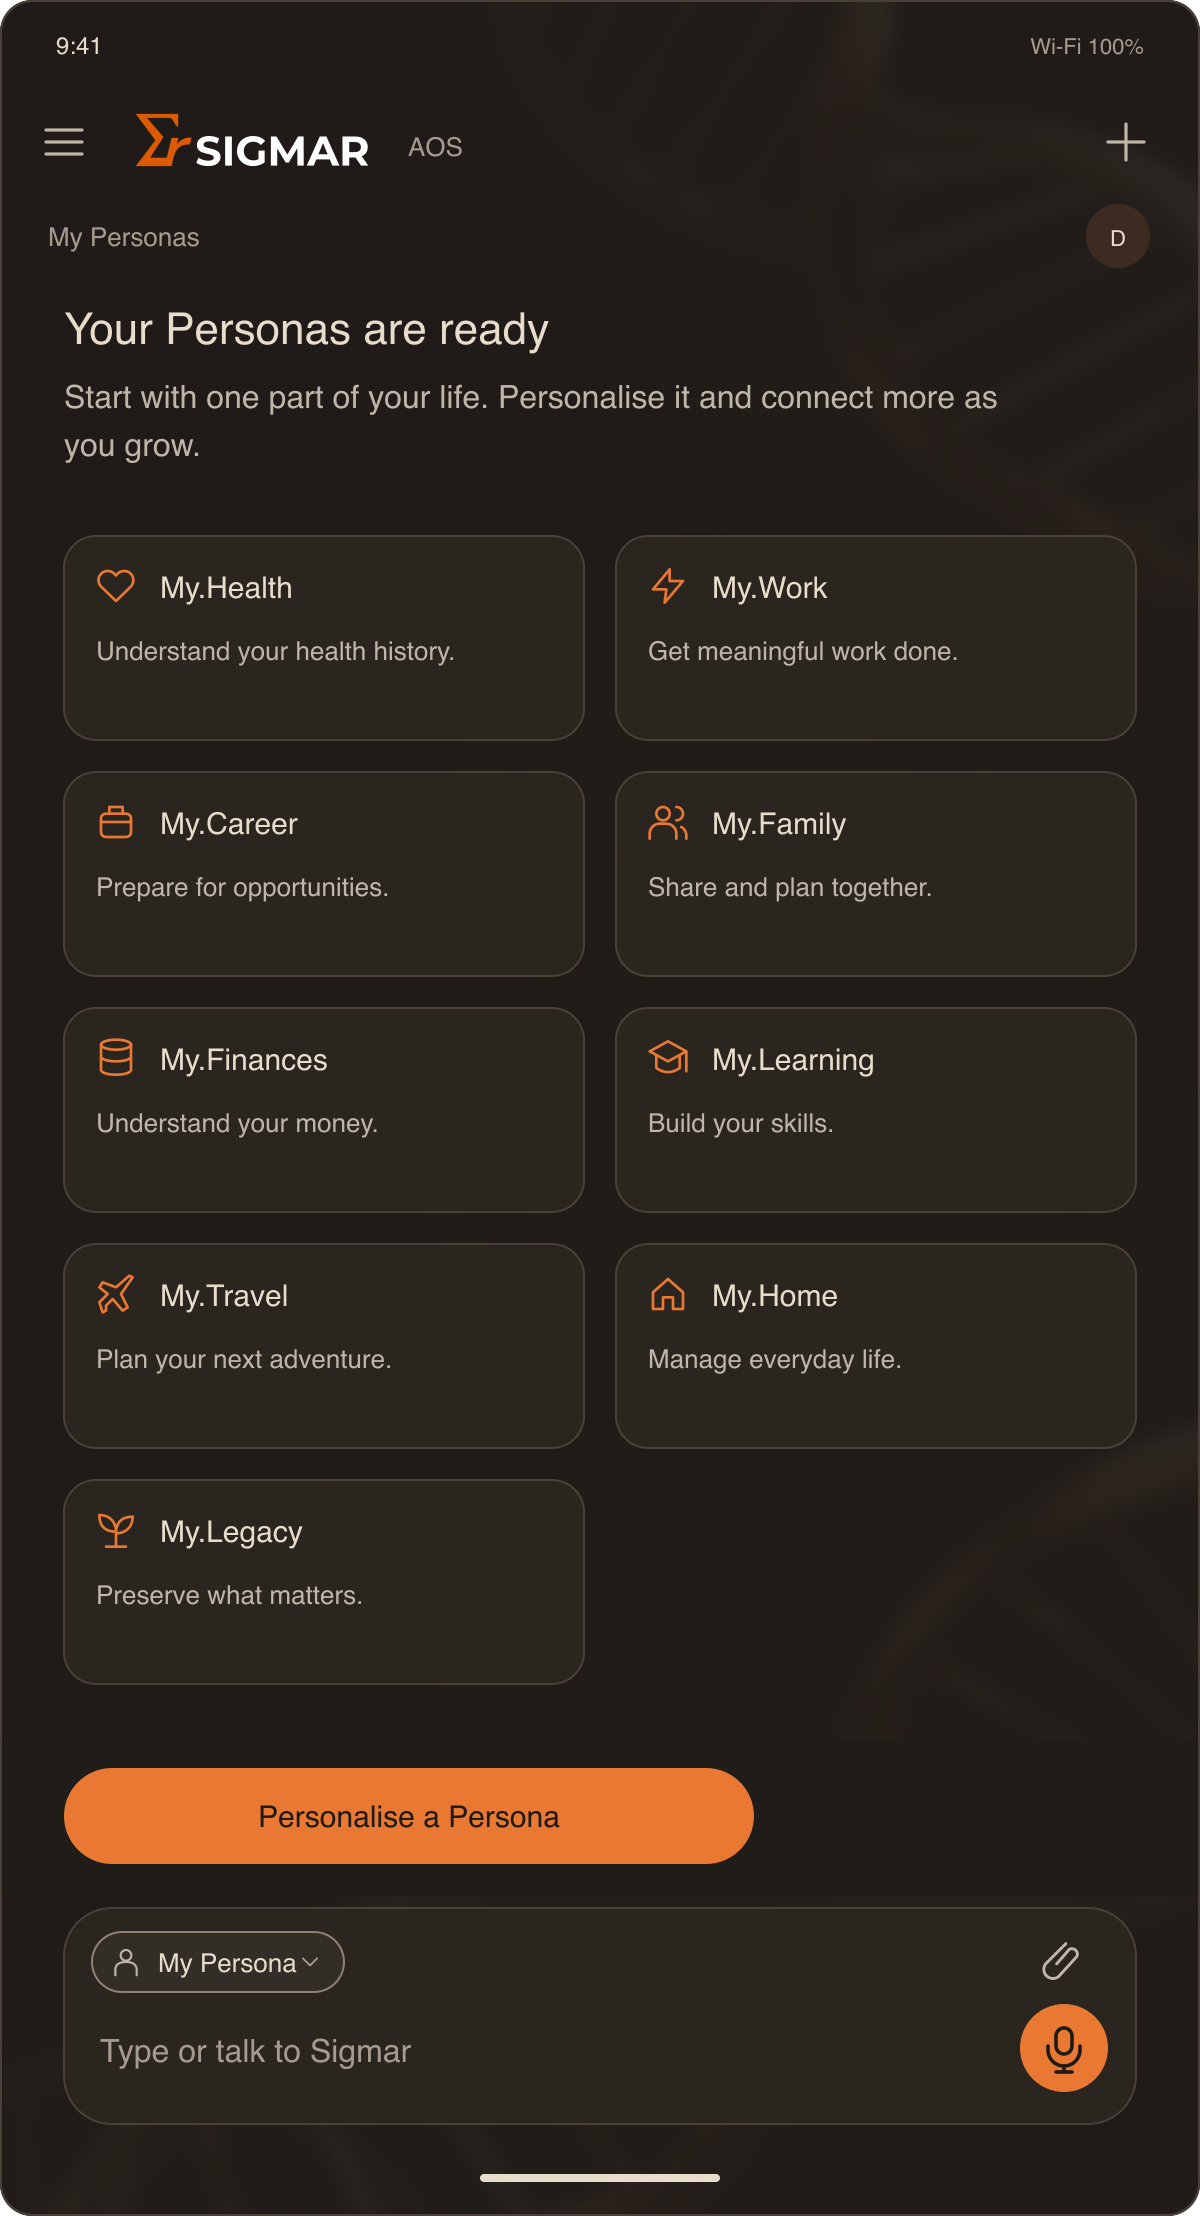 9:41
Wi-Fi 100%
Σr SIGMAR AOS
My Personas
D
Your Personas are ready
Start with one part of your life. Personalise it and connect more as
you grow.
My.Health
Understand your health history.
My.Work
Get meaningful work done.
My.Career
Prepare for opportunities.
My.Family
Share and plan together.
My.Finances
Understand your money.
My.Learning
Build your skills.
My.Travel
Plan your next adventure.
My.Home
Manage everyday life.
My.Legacy
Preserve what matters.
Personalise a Persona
My Persona
Type or talk to Sigmar